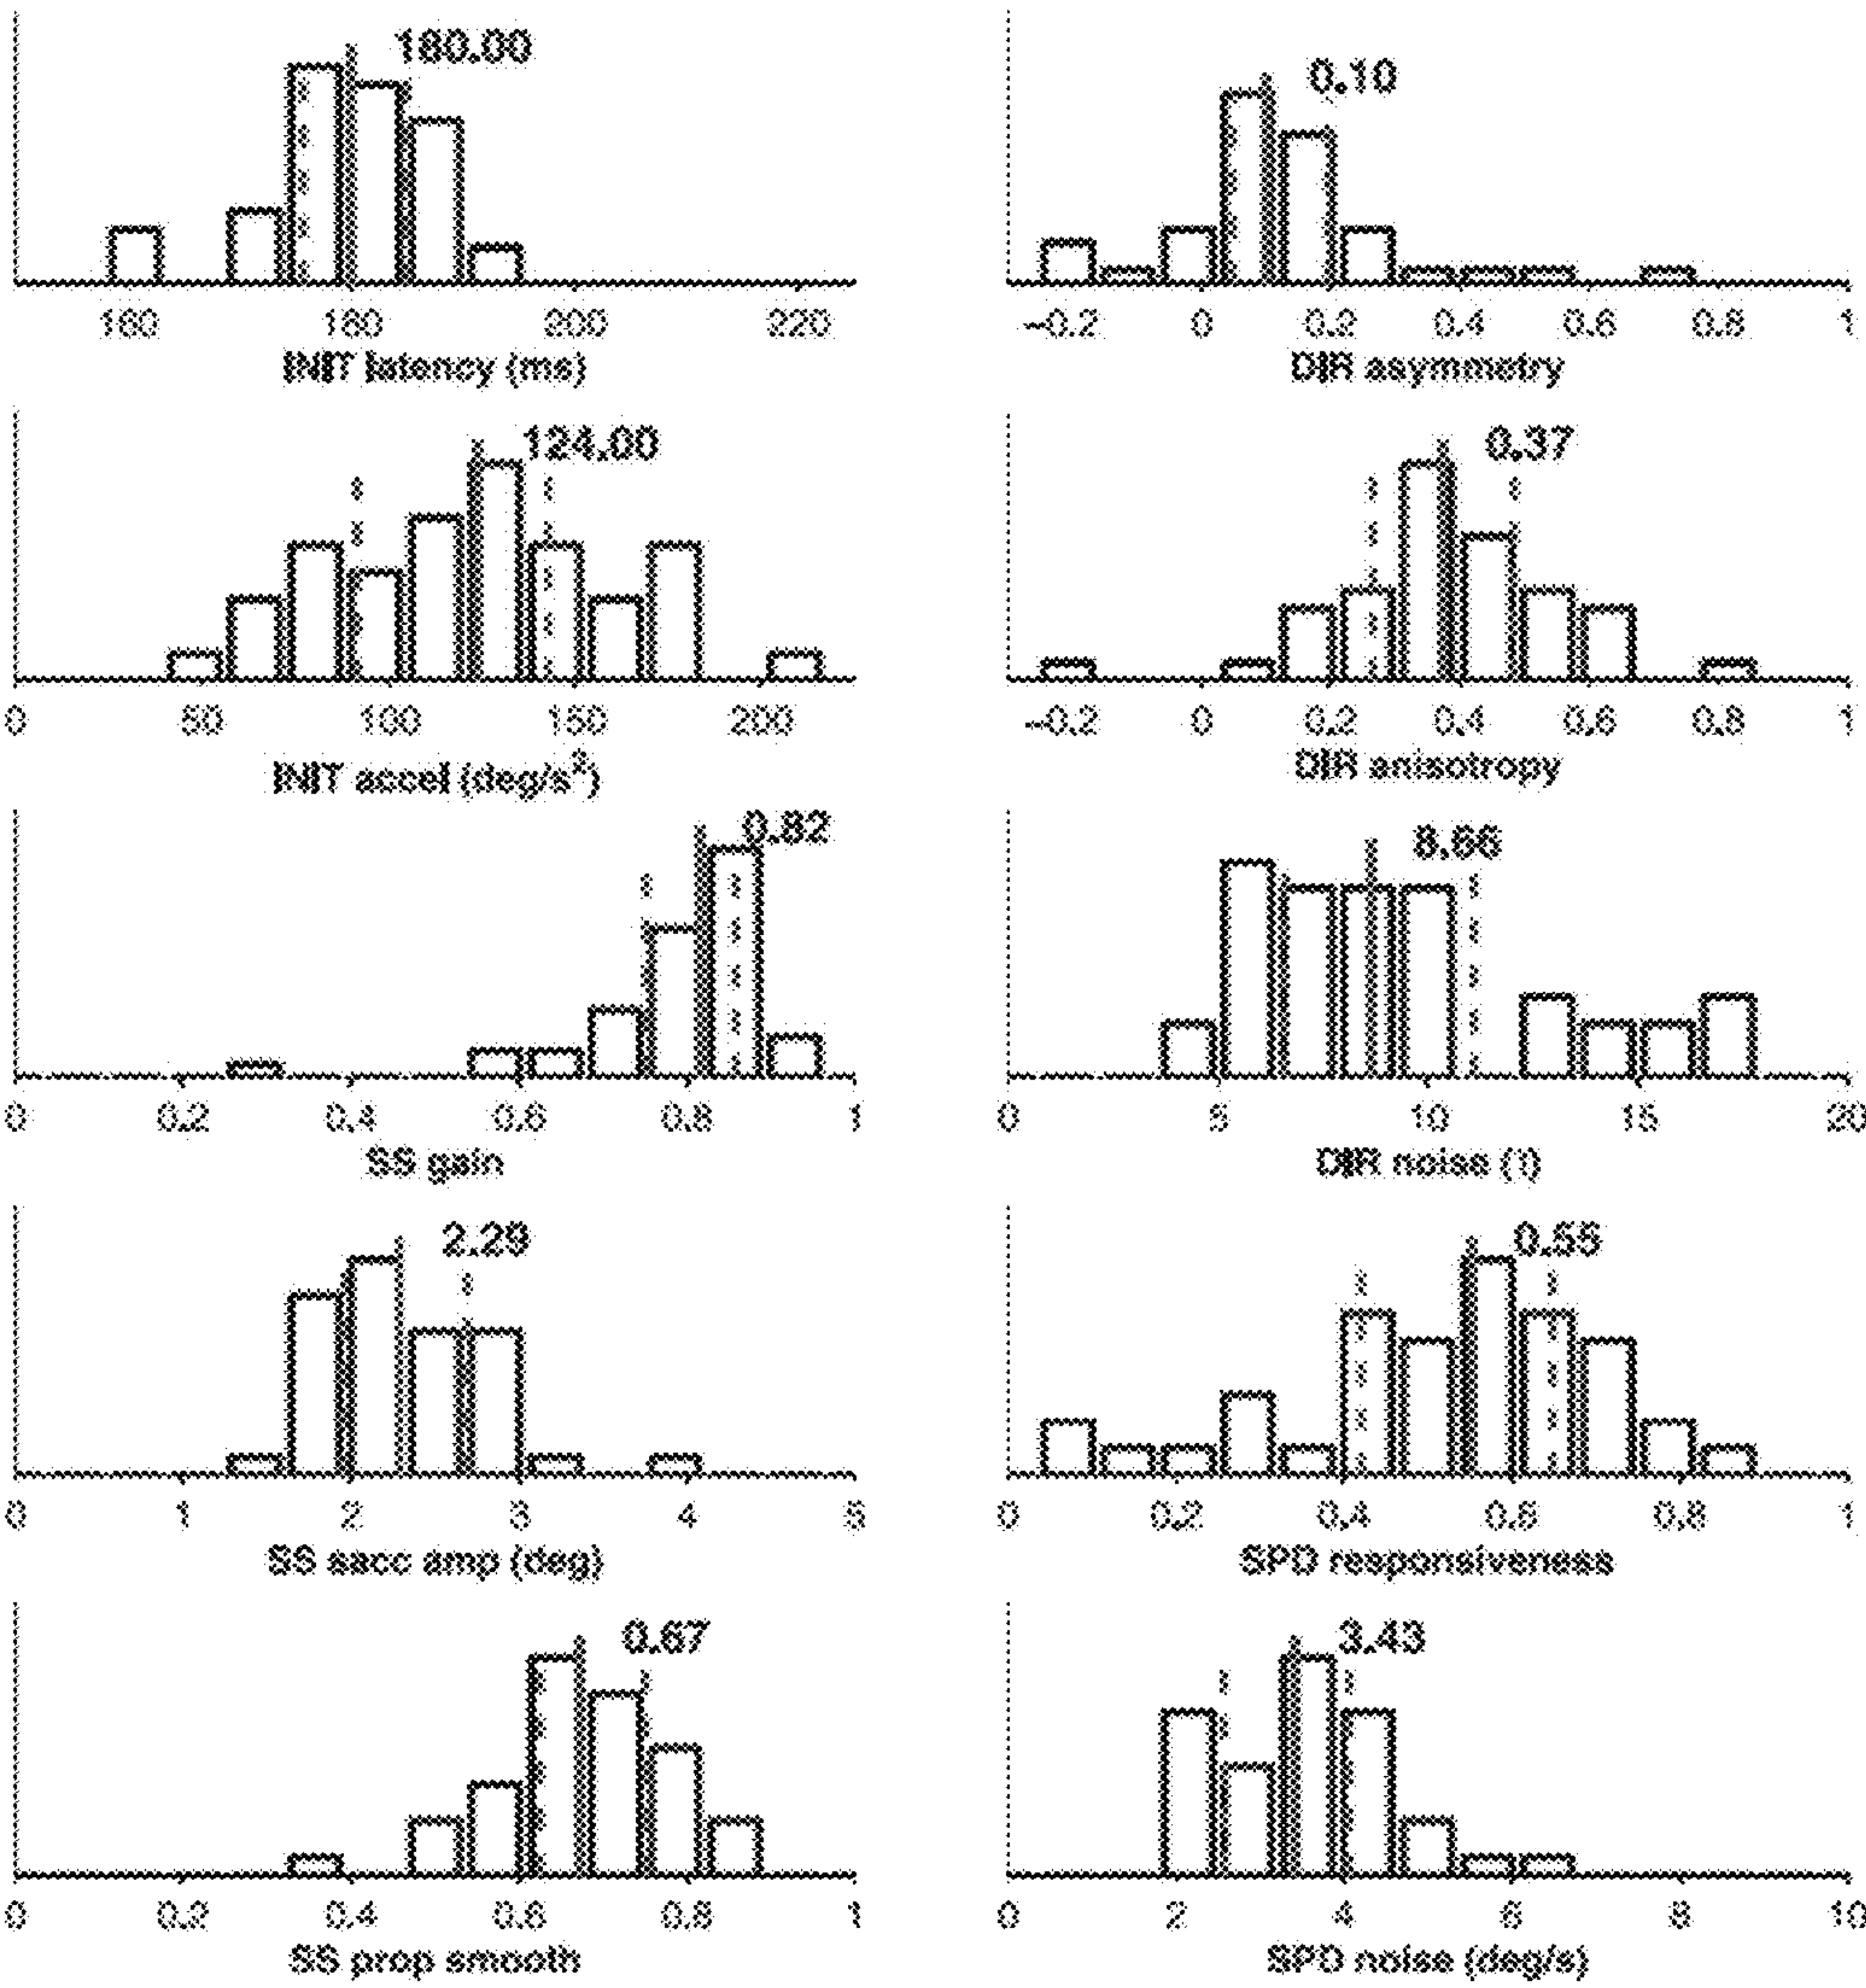 180.00
160 180 200 220
INIT latency (ms)
0.10
-0.2 0 0.2 0.4 0.6 0.8 1
DIR asymmetry
124.00
0 50 100 150 200
INIT accel (deg/s²)
0.37
-0.2 0 0.2 0.4 0.6 0.8 1
DIR anisotropy
0.82
0 0.2 0.4 0.6 0.8 1
SS gain
8.66
0 5 10 15 20
DIR noise (1)
2.29
0 1 2 3 4 5
SS sacc amp (deg)
0.55
0 0.2 0.4 0.6 0.8 1
SPD responsiveness
0.67
0 0.2 0.4 0.6 0.8 1
SS prop smooth
3.43
0 2 4 6 8 10
SPD noise (deg/s)